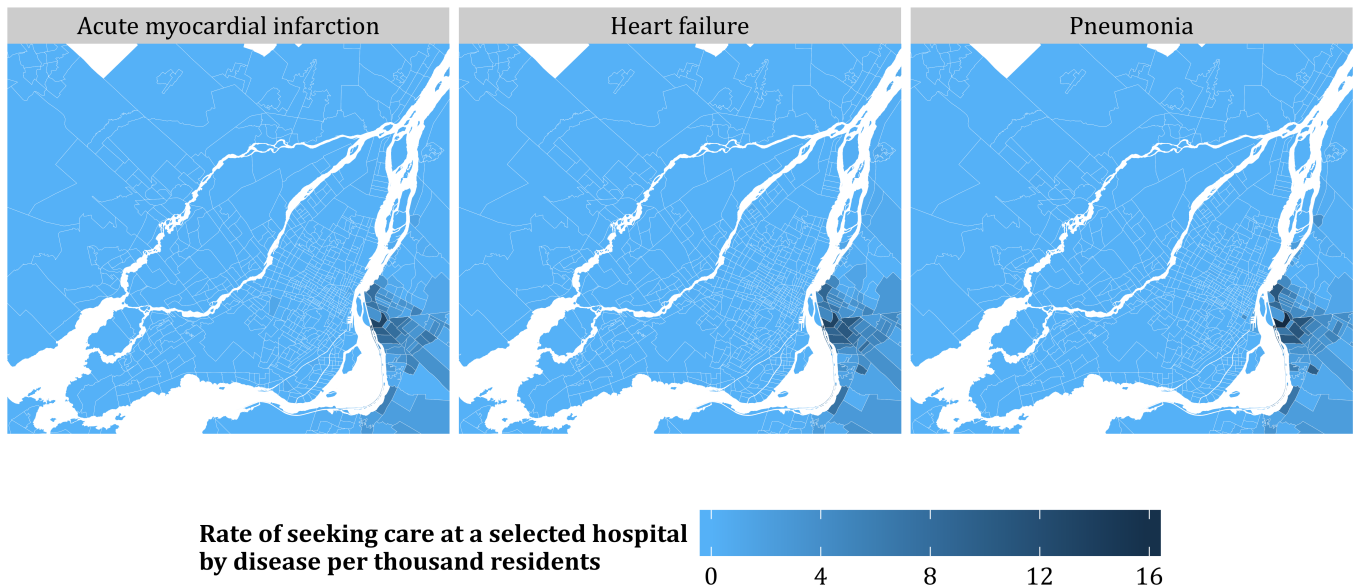 Acute myocardial infarction
Heart failure
Pneumonia
Rate of seeking care at a selected hospital
by disease per thousand residents
0 4 8 12 16